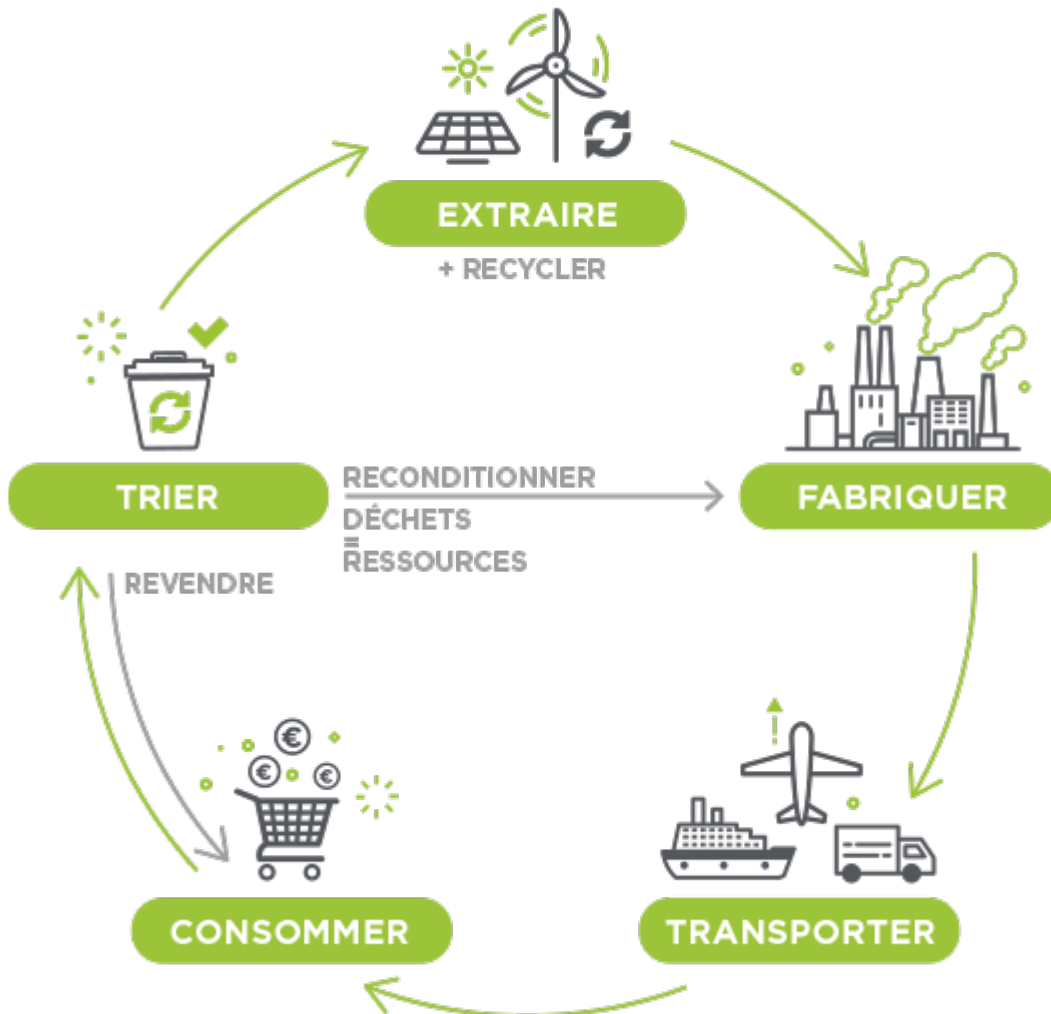 EXTRAIRE
+ RECYCLER
TRIER
RECONDITIONNER
DÉCHETS
=
RESSOURCES
FABRIQUER
REVENDRE
€
€
€
CONSOMMER
TRANSPORTER